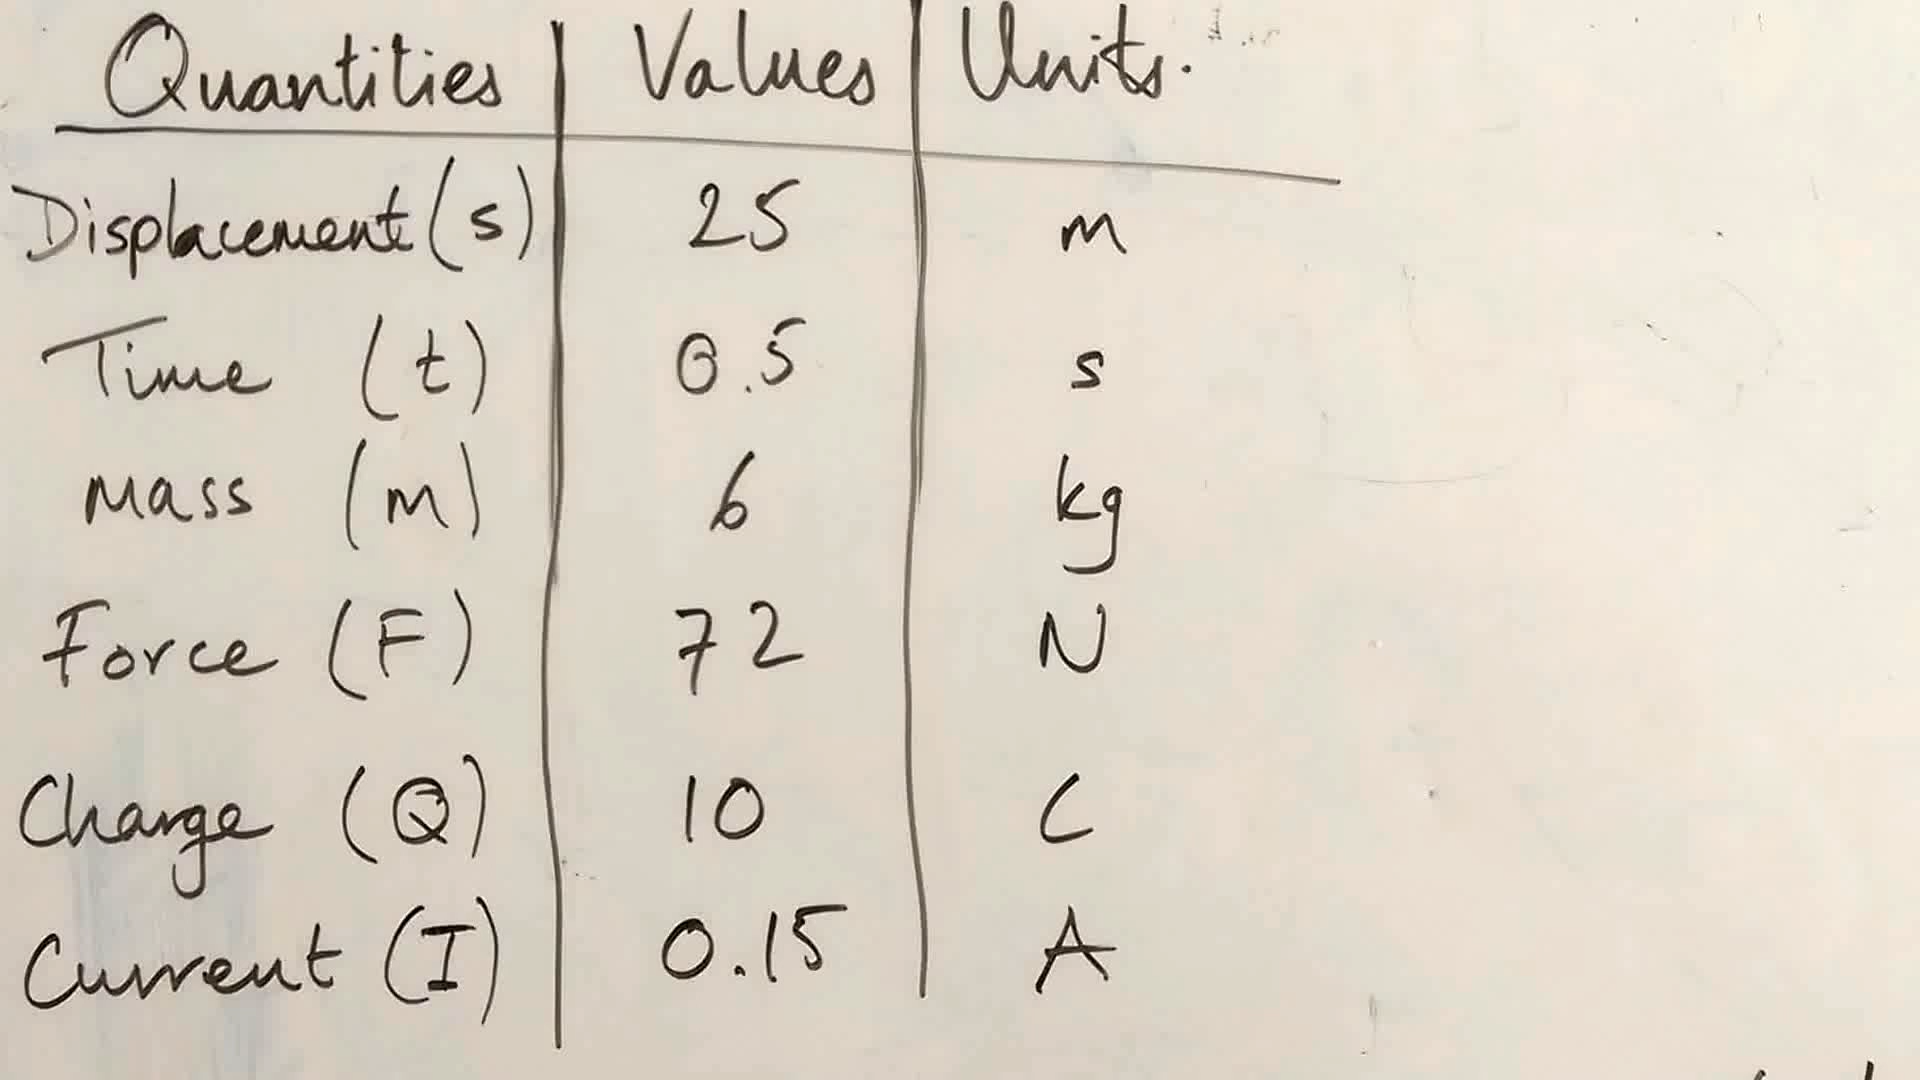 Quantities Values Units.
Displacement (s) 25 m
Time (t) 0.5 s
Mass (m) 6 kg
Force (F) 72 N
Charge (Q) 10 C
Current (I) 0.15 A